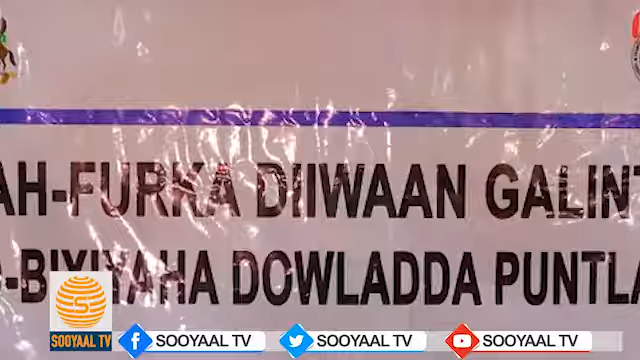 AH-FURKA DIIWAAN GALINT
-BIXIYAHA DOWLADDA PUNTLA
SOOYAAL TV
SOOYAAL TV
SOOYAAL TV
SOOYAAL TV